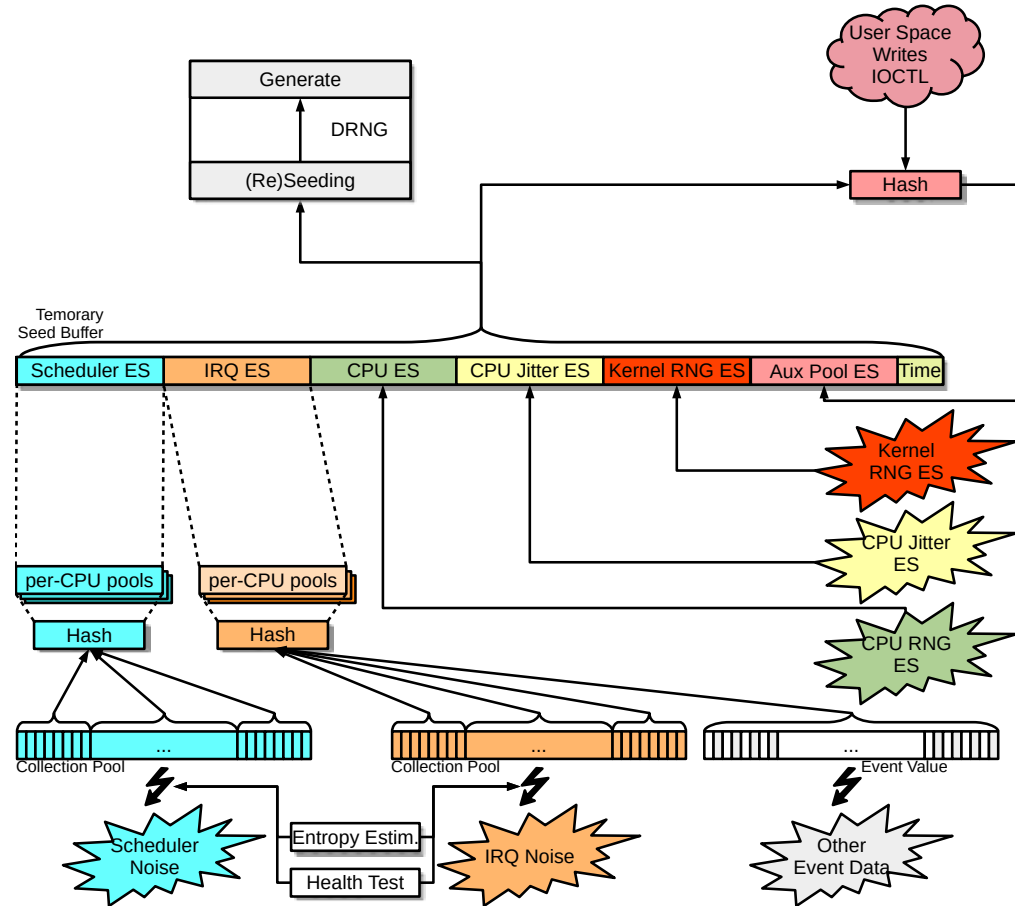 User Space
Writes
IOCTL
Generate
DRNG
(Re)Seeding
Hash
Temorary
Seed Buffer
Scheduler ES
IRQ ES
CPU ES
CPU Jitter ES
Kernel RNG ES
Aux Pool ES
Time
Kernel
RNG ES
CPU Jitter
ES
per-CPU pools
per-CPU pools
Hash
Hash
CPU RNG
ES
...
...
...
Collection Pool
Collection Pool
Event Value
Scheduler
Noise
Entropy Estim.
Health Test
IRQ Noise
Other
Event Data